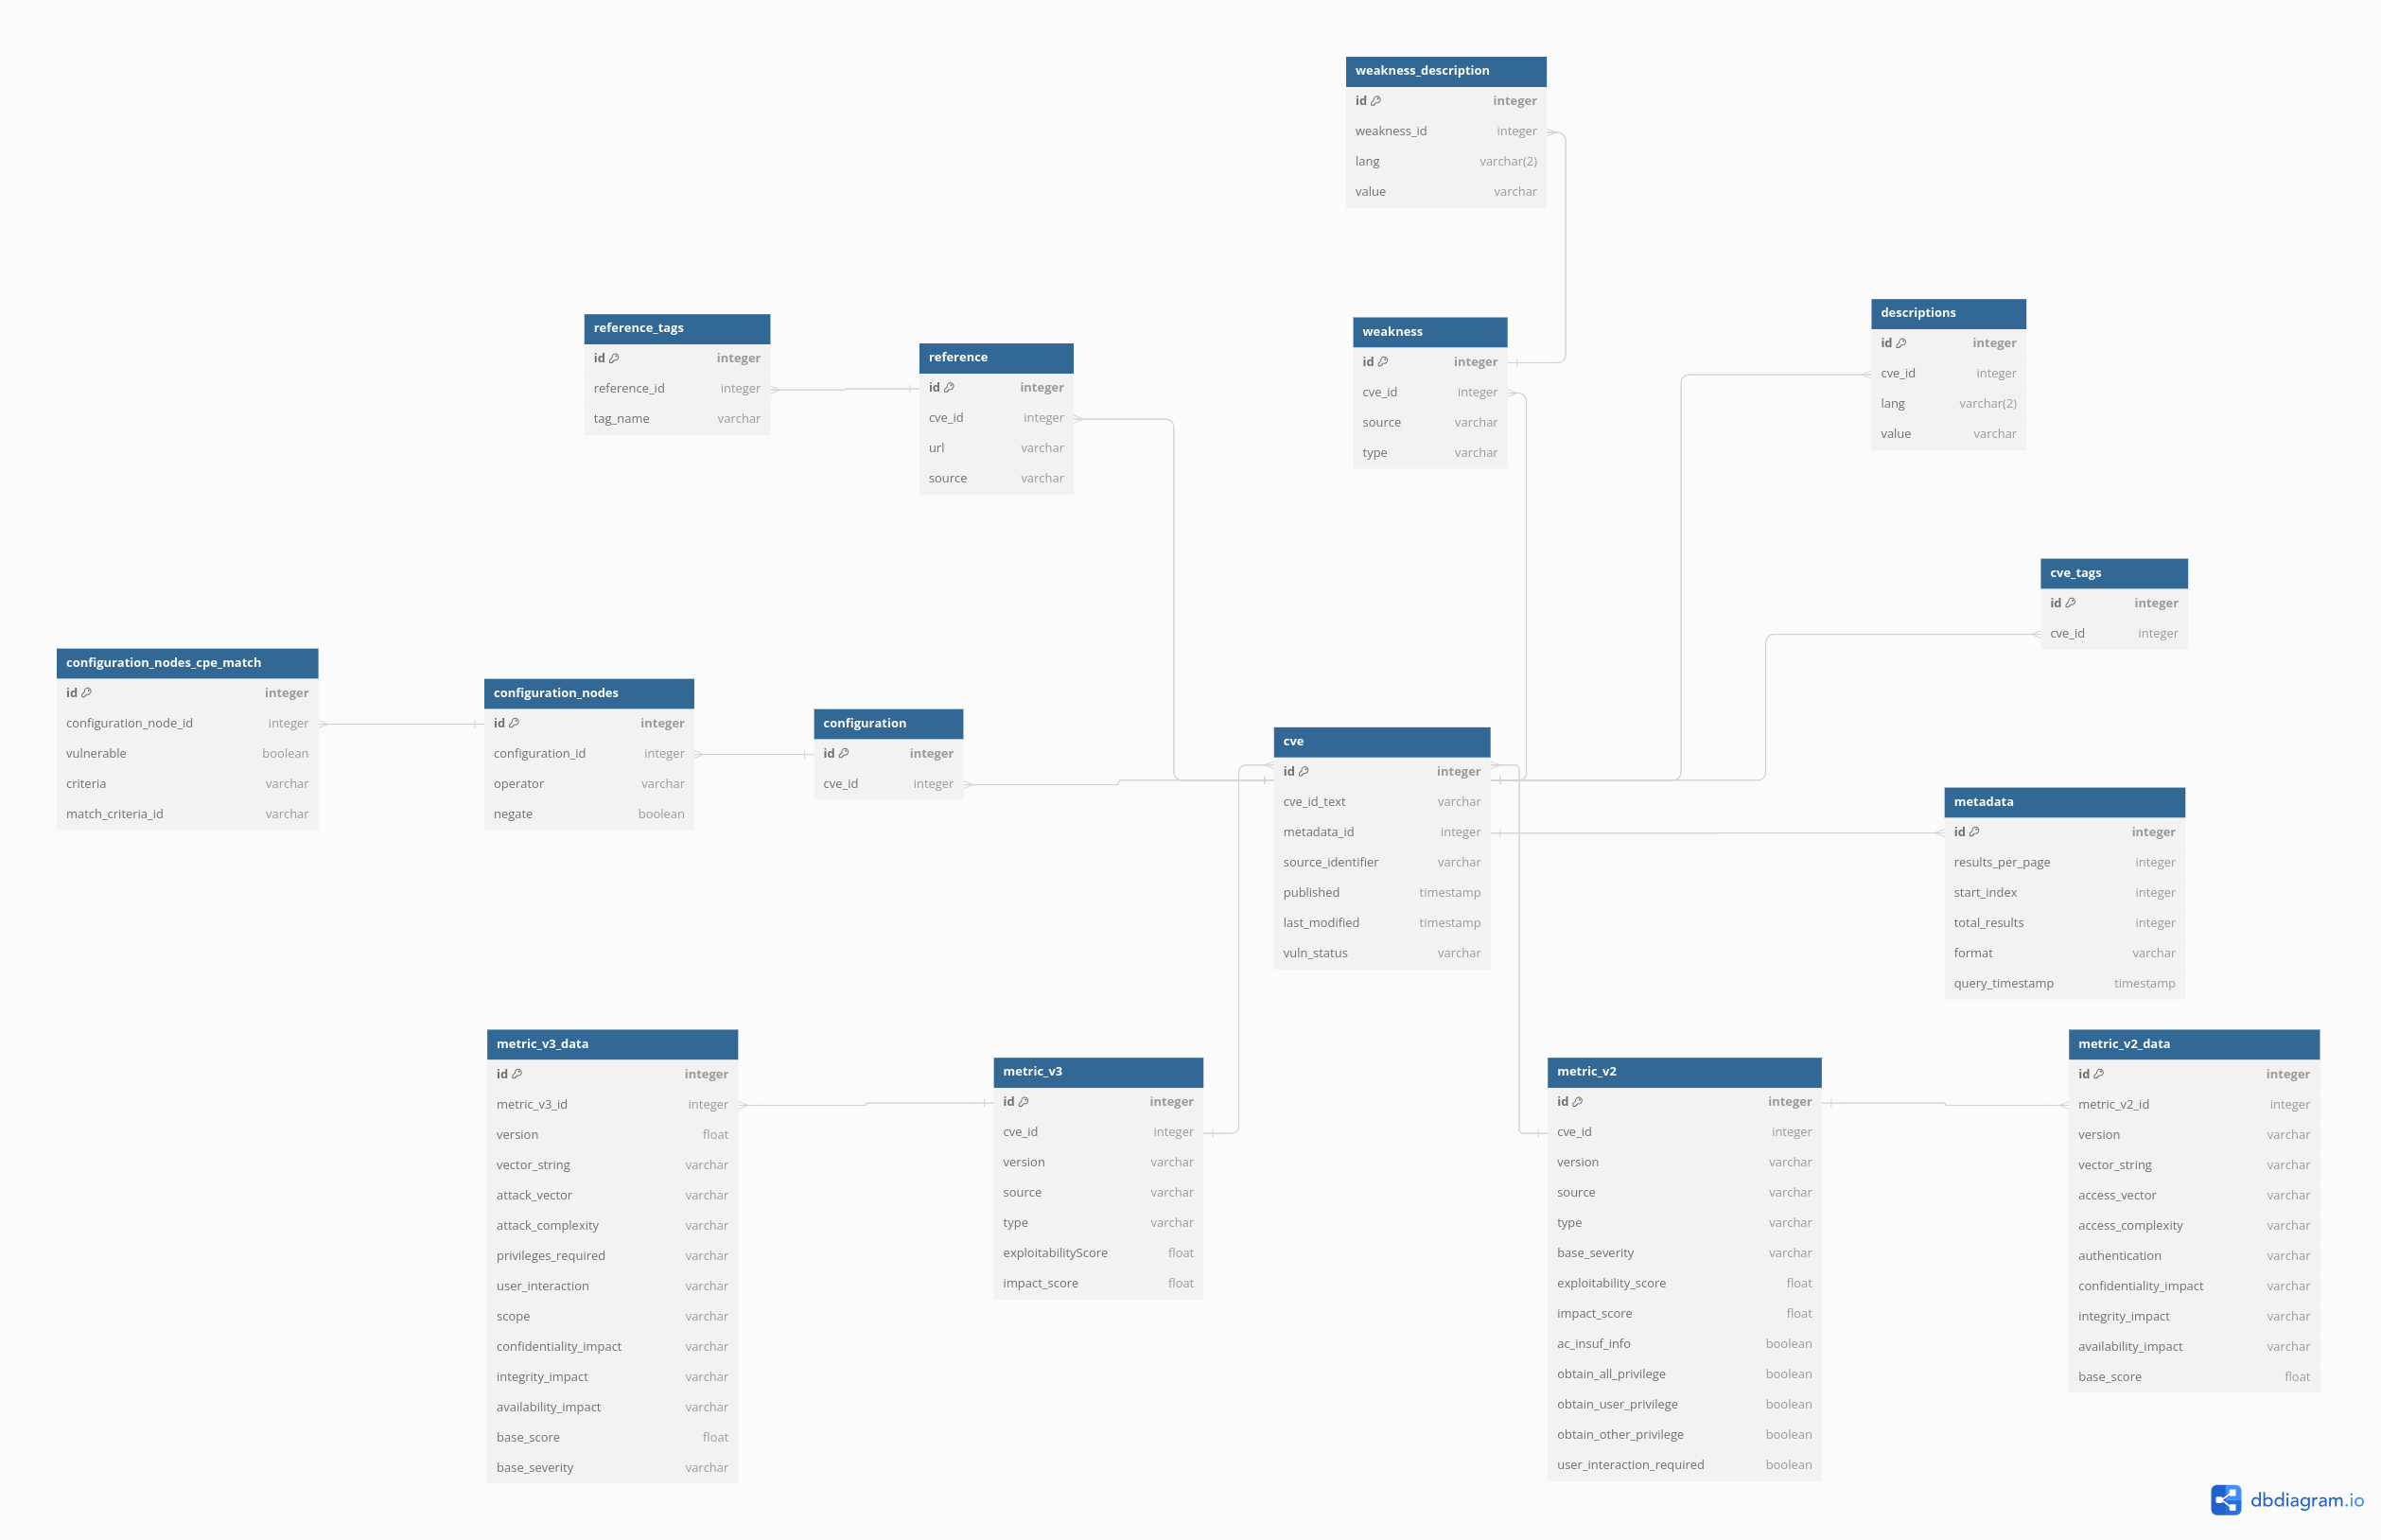 weakness_description
id integer
weakness_id integer
lang varchar(2)
value varchar
reference_tags
id integer
reference_id integer
tag_name varchar
reference
id integer
cve_id integer
url varchar
source varchar
weakness
id integer
cve_id integer
source varchar
type varchar
descriptions
id integer
cve_id integer
lang varchar(2)
value varchar
cve_tags
id integer
cve_id integer
configuration_nodes_cpe_match
id integer
configuration_node_id integer
vulnerable boolean
criteria varchar
match_criteria_id varchar
configuration_nodes
id integer
configuration_id integer
operator varchar
negate boolean
configuration
id integer
cve_id integer
cve
id integer
cve_id_text varchar
metadata_id integer
source_identifier varchar
published timestamp
last_modified timestamp
vuln_status varchar
metadata
id integer
results_per_page integer
start_index integer
total_results integer
format varchar
query_timestamp timestamp
metric_v3_data
id integer
metric_v3_id integer
version float
vector_string varchar
attack_vector varchar
attack_complexity varchar
privileges_required varchar
user_interaction varchar
scope varchar
confidentiality_impact varchar
integrity_impact varchar
availability_impact varchar
base_score float
base_severity varchar
metric_v3
id integer
cve_id integer
version varchar
source varchar
type varchar
exploitabilityScore float
impact_score float
metric_v2
id integer
cve_id integer
version varchar
source varchar
type varchar
base_severity varchar
exploitability_score float
impact_score float
ac_insuf_info boolean
obtain_all_privilege boolean
obtain_user_privilege boolean
obtain_other_privilege boolean
user_interaction_required boolean
metric_v2_data
id integer
metric_v2_id integer
version varchar
vector_string varchar
access_vector varchar
access_complexity varchar
authentication varchar
confidentiality_impact varchar
integrity_impact varchar
availability_impact varchar
base_score float
dbdiagram.io